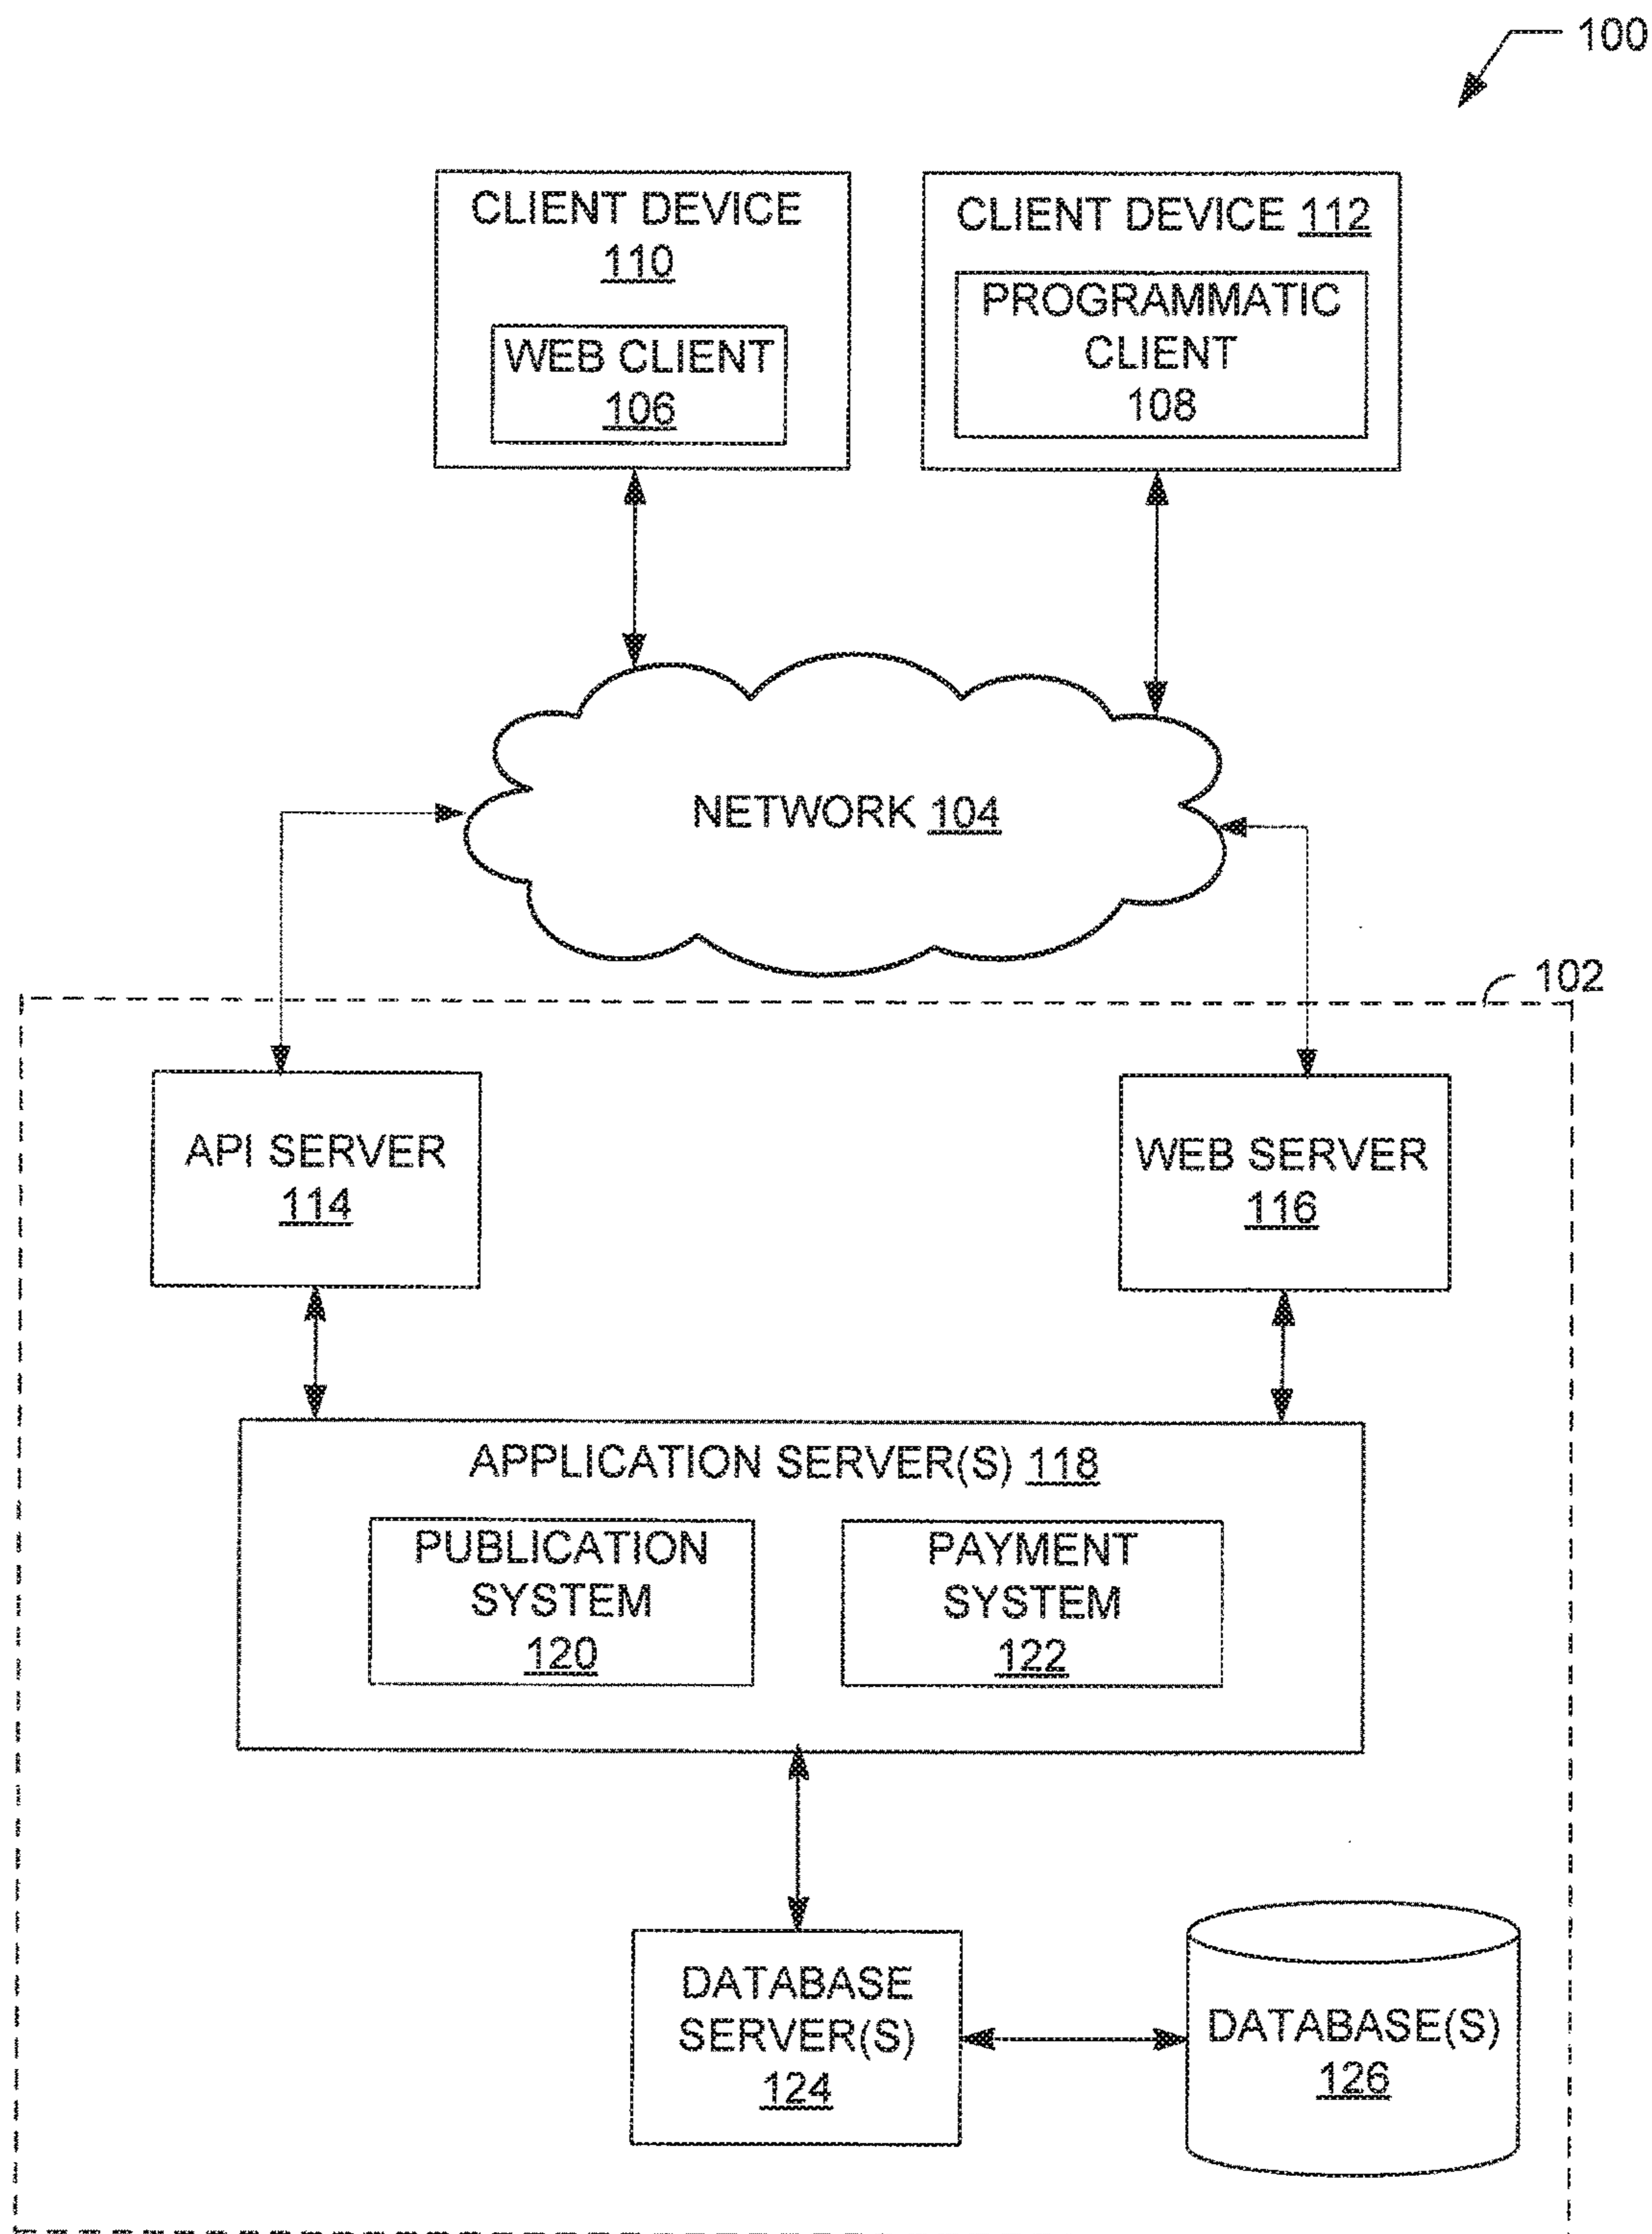 100
CLIENT DEVICE
110
WEB CLIENT
106
CLIENT DEVICE 112
PROGRAMMATIC
CLIENT
108
NETWORK 104
102
API SERVER
114
WEB SERVER
116
APPLICATION SERVER(S) 118
PUBLICATION
SYSTEM
120
PAYMENT
SYSTEM
122
DATABASE
SERVER(S)
124
DATABASE(S)
126